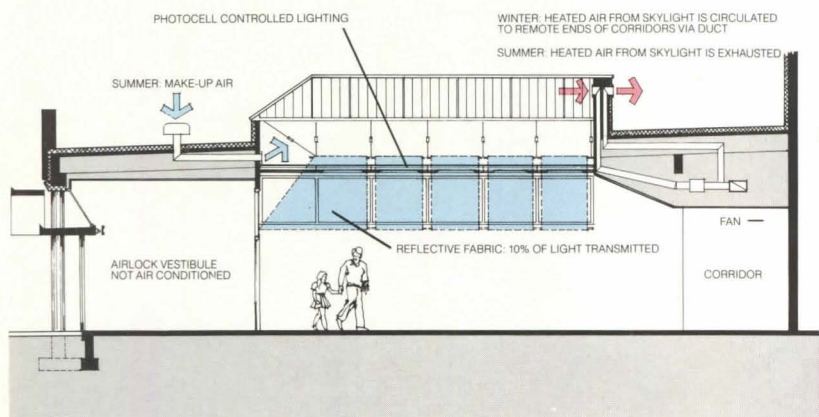 PHOTOCELL CONTROLLED LIGHTING
WINTER: HEATED AIR FROM SKYLIGHT IS CIRCULATED
TO REMOTE ENDS OF CORRIDORS VIA DUCT
SUMMER: HEATED AIR FROM SKYLIGHT IS EXHAUSTED
SUMMER: MAKE-UP AIR
REFLECTIVE FABRIC: 10% OF LIGHT TRANSMITTED
FAN
AIRLOCK VESTIBULE
NOT AIR CONDITIONED
CORRIDOR